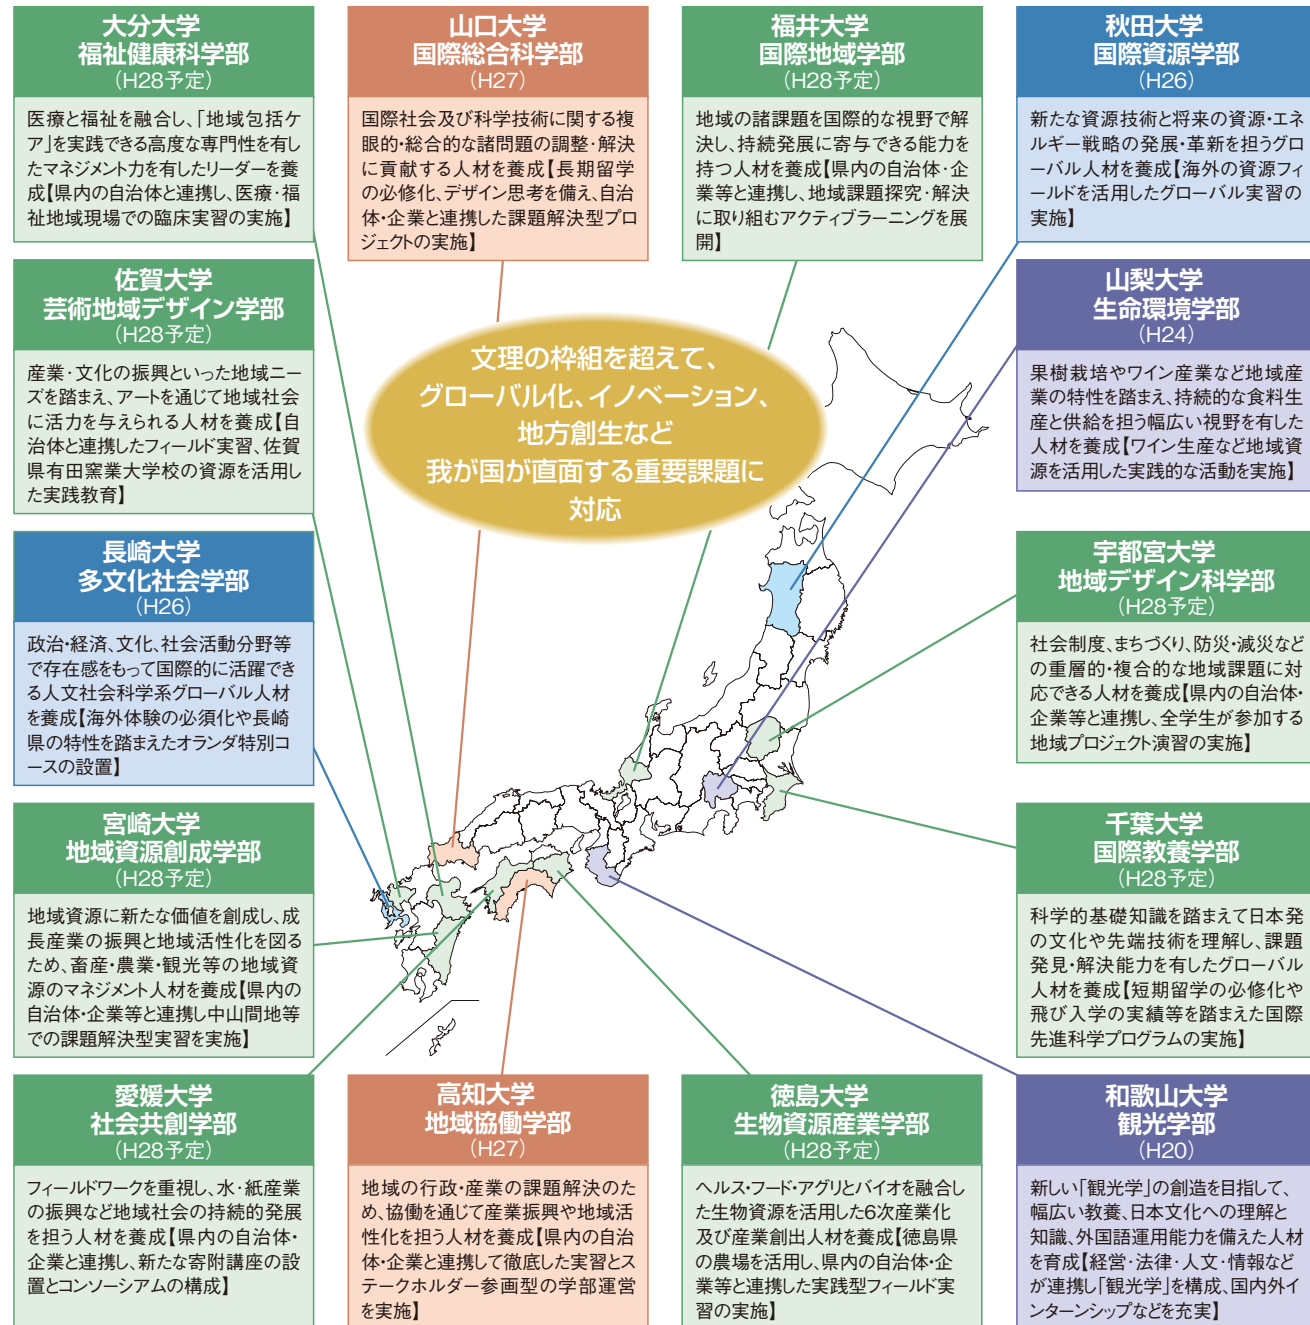 大分大学
福祉健康科学部
(H28予定)
医療と福祉を融合し、「地域包括ケ
ア」を実践できる高度な専門性を有し
たマネジメント力を有したリーダーを養
成【県内の自治体と連携し、医療・福
祉地域現場での臨床実習の実施】
山口大学
国際総合科学部
(H27)
国際社会及び科学技術に関する複
眼的・総合的な諸問題の調整・解決
に貢献する人材を養成【長期留学
の必修化、デザイン思考を備え、自治
体・企業と連携した課題解決型プロ
ジェクトの実施】
福井大学
国際地域学部
(H28予定)
地域の諸課題を国際的な視野で解
決し、持続発展に寄与できる能力を
持つ人材を養成【県内の自治体・企
業等と連携し、地域課題探究・解決
に取り組むアクティブラーニングを展
開】
秋田大学
国際資源学部
(H26)
新たな資源技術と将来の資源・エネ
ルギー戦略の発展・革新を担うグロ
ーバル人材を養成【海外の資源フィ
ールドを活用したグローバル実習の
実施】
佐賀大学
芸術地域デザイン学部
(H28予定)
産業・文化の振興といった地域ニー
ズを踏まえ、アートを通じて地域社会
に活力を与えられる人材を養成【自
治体と連携したフィールド実習、佐賀
県有田窯業大学校の資源を活用し
た実践教育】
文理の枠組を超えて、
グローバル化、イノベーション、
地方創生など
我が国が直面する重要課題に
対応
山梨大学
生命環境学部
(H24)
果樹栽培やワイン産業など地域産
業の特性を踏まえ、持続的な食料生
産と供給を担う幅広い視野を有した
人材を養成【ワイン生産など地域資
源を活用した実践的な活動を実施】
長崎大学
多文化社会学部
(H26)
政治・経済、文化、社会活動分野等
で存在感をもって国際的に活躍でき
る人文社会科学系グローバル人材
を養成【海外体験の必須化や長崎
県の特性を踏まえたオランダ特別コ
ースの設置】
宇都宮大学
地域デザイン科学部
(H28予定)
社会制度、まちづくり、防災・減災など
の重層的・複合的な地域課題に対
応できる人材を養成【県内の自治体・
企業等と連携し、全学生が参加する
地域プロジェクト演習の実施】
宮崎大学
地域資源創成学部
(H28予定)
地域資源に新たな価値を創成し、成
長産業の振興と地域活性化を図る
ため、畜産・農業・観光等の地域資
源のマネジメント人材を養成【県内の
自治体・企業等と連携し中山間地等
での課題解決型実習を実施】
千葉大学
国際教養学部
(H28予定)
科学的基礎知識を踏まえて日本発
の文化や先端技術を理解し、課題
発見・解決能力を有したグローバル
人材を養成【短期留学の必修化や
飛び入学の実績等を踏まえた国際
先進科学プログラムの実施】
愛媛大学
社会共創学部
(H28予定)
フィールドワークを重視し、水・紙産業
の振興など地域社会の持続的発展
を担う人材を養成【県内の自治体・
企業と連携し、新たな寄附講座の設
置とコンソーシアムの構成】
高知大学
地域協働学部
(H27)
地域の行政・産業の課題解決のた
め、協働を通じて産業振興や地域活
性化を担う人材を養成【県内の自治
体・企業と連携して徹底した実習とス
テークホルダー参画型の学部運営
を実施】
徳島大学
生物資源産業学部
(H28予定)
ヘルス・フード・アグリとバイオを融合し
た生物資源を活用した6次産業化
及び産業創出人材を養成【徳島県
の農場を活用し、県内の自治体・企
業等と連携した実践型フィールド実
習の実施】
和歌山大学
観光学部
(H20)
新しい「観光学」の創造を目指して、
幅広い教養、日本文化への理解と
知識、外国語運用能力を備えた人材
を育成【経営・法律・人文・情報など
が連携し「観光学」を構成、国内外イ
ンターンシップなどを充実】